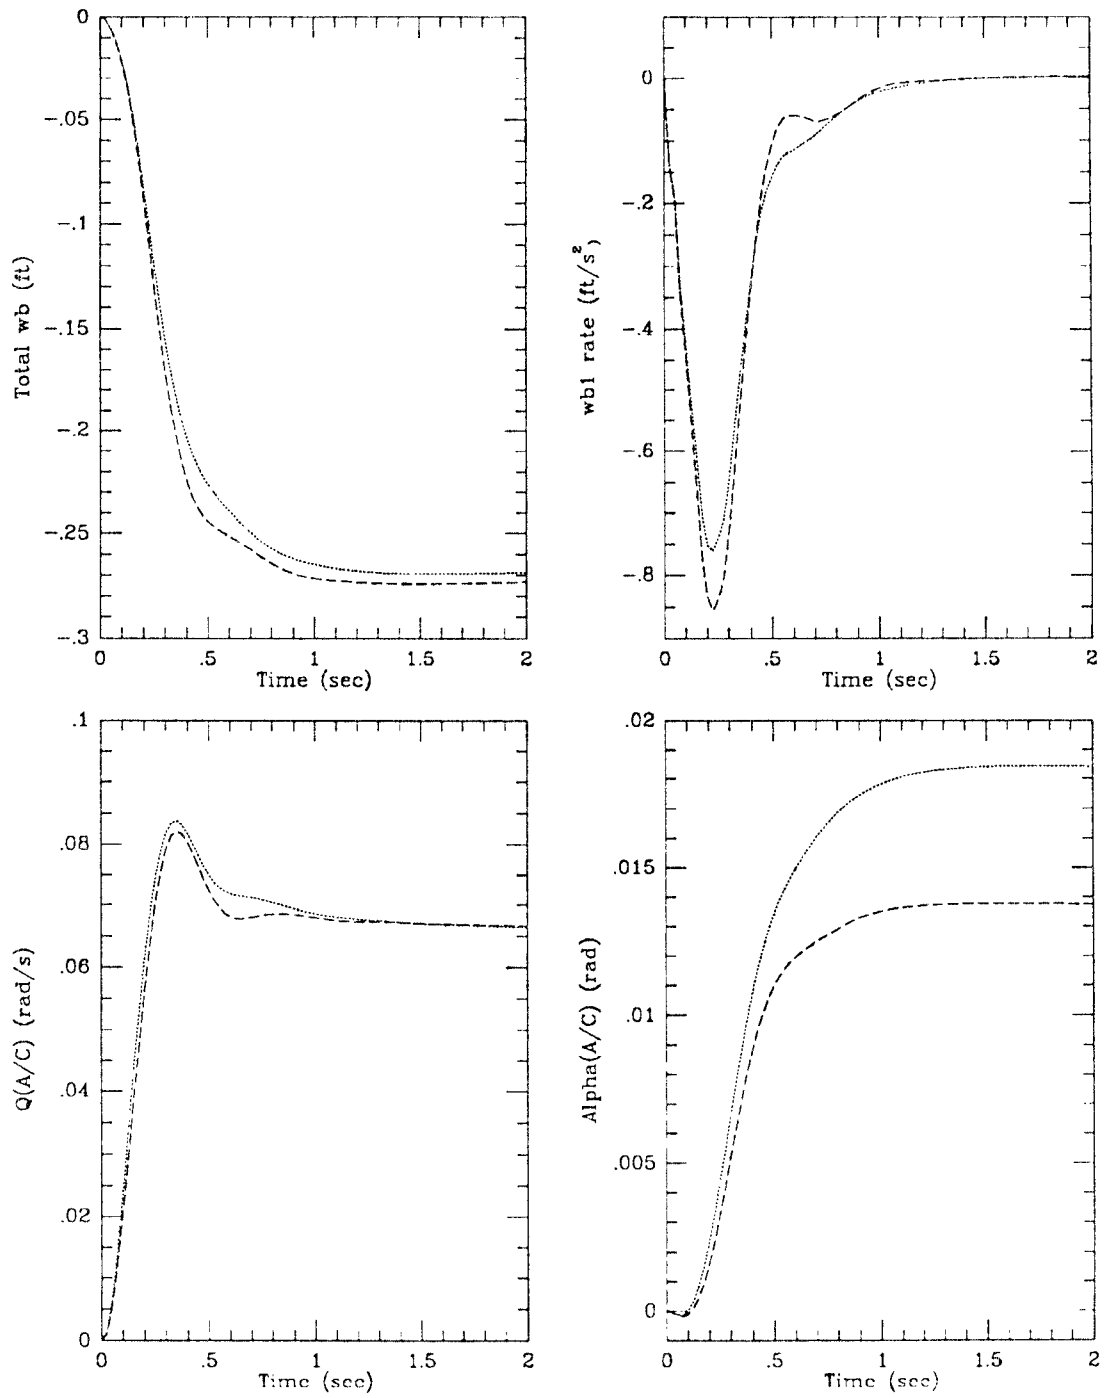 0
-.05
-.1
-.15
-.2
-.25
-.3
Total wb (ft)
0 .5 1 1.5 2
Time (sec)
0
-.2
-.4
-.6
-.8
wb1 rate (ft/s²)
0 .5 1 1.5 2
Time (sec)
.1
.08
.06
.04
.02
0
Q(A/C) (rad/s)
0 .5 1 1.5 2
Time (sec)
.02
.015
.01
.005
0
Alpha(A/C) (rad)
0 .5 1 1.5 2
Time (sec)